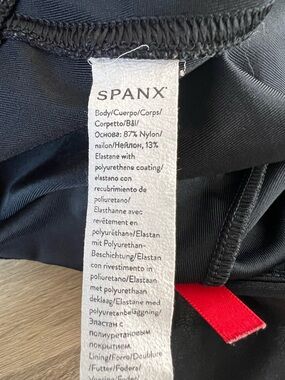 SPANX
Body/Cuerpo/Corps/
Corpetto/Bål/
Основа: 87% Nylon/
nailon/Нейлон, 13%
Elastane with
polyurethane coating/
elastano con
recubrimiento de
poliuretano/
Elasthanne avec
revêtement en
polyuréthane/Elastan
mit Polyurethan-
Beschichtung/Elastan
con rivestimento in
poliuretano/Elastaan
met polyurethaan
deklaag/Elastane med
polyuretanbeläggning/
Эластан с
полиуретановым
покрытием
Lining/Forro/Doublure
/Futter/Fodera/